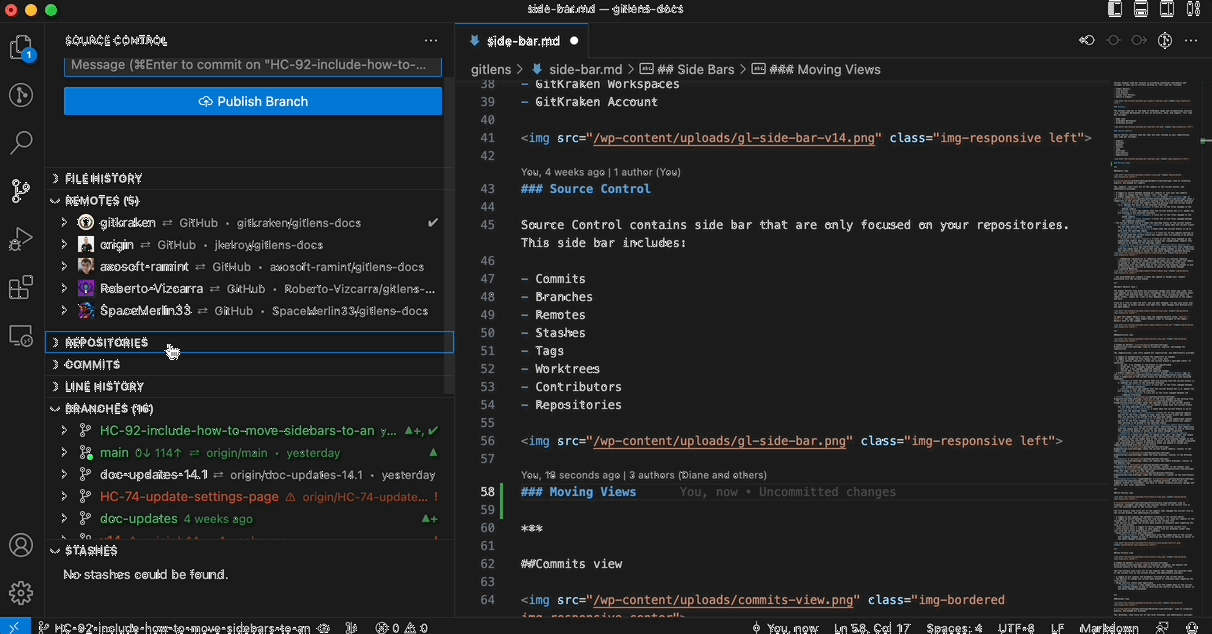 side-bar.md — gitlens-docs
SOURCE CONTROL
Message (⌘Enter to commit on "HC-92-include-how-to-...
Publish Branch
1
FILE HISTORY
REMOTES (5)
gitkraken ⇄ GitHub • gitkraken/gitlens-docs
origin ⇄ GitHub • jketroy/gitlens-docs
axosoft-ramint ⇄ GitHub • axosoft-ramint/gitlens-docs
Roberto-Vizcarra ⇄ GitHub • Roberto-Vizcarra/gitlens-...
SpaceMerlin33 ⇄ GitHub • SpaceMerlin33/gitlens-docs
REPOSITORIES
COMMITS
LINE HISTORY
BRANCHES (16)
HC-92-include-how-to-move-sidebars-to-an y... ▲+, ✔
main 0↓ 114↑ ⇄ origin/main • yesterday ▲
doc-updates-14.1 ⇄ origin/doc-updates-14.1 • yesterday
HC-74-update-settings-page ⚠ origin/HC-74-update... !
doc-updates 4 weeks ago ▲+
STASHES
No stashes could be found.
side-bar.md ●
gitlens > side-bar.md > ## Side Bars > ### Moving Views
38 - GitKraken Workspaces
39 - GitKraken Account
40
41 <img src="/wp-content/uploads/gl-side-bar-v14.png" class="img-responsive left">
42
You, 4 weeks ago | 1 author (You)
43 ### Source Control
44
45 Source Control contains side bar that are only focused on your repositories.
This side bar includes:
46
47 - Commits
48 - Branches
49 - Remotes
50 - Stashes
51 - Tags
52 - Worktrees
53 - Contributors
54 - Repositories
55
56 <img src="/wp-content/uploads/gl-side-bar.png" class="img-responsive left">
57
You, 18 seconds ago | 3 authors (Diane and others)
58 ### Moving Views You, now • Uncommitted changes
59
60 ***
61
62 ##Commits view
63
64 <img src="/wp-content/uploads/commits-view.png" class="img-bordered
img-responsive center">
HC-92-include-how-to-move-sidebars-to-an 0 0 You, now Ln 58, Col 17 Spaces: 4 UTF-8 LF Markdown